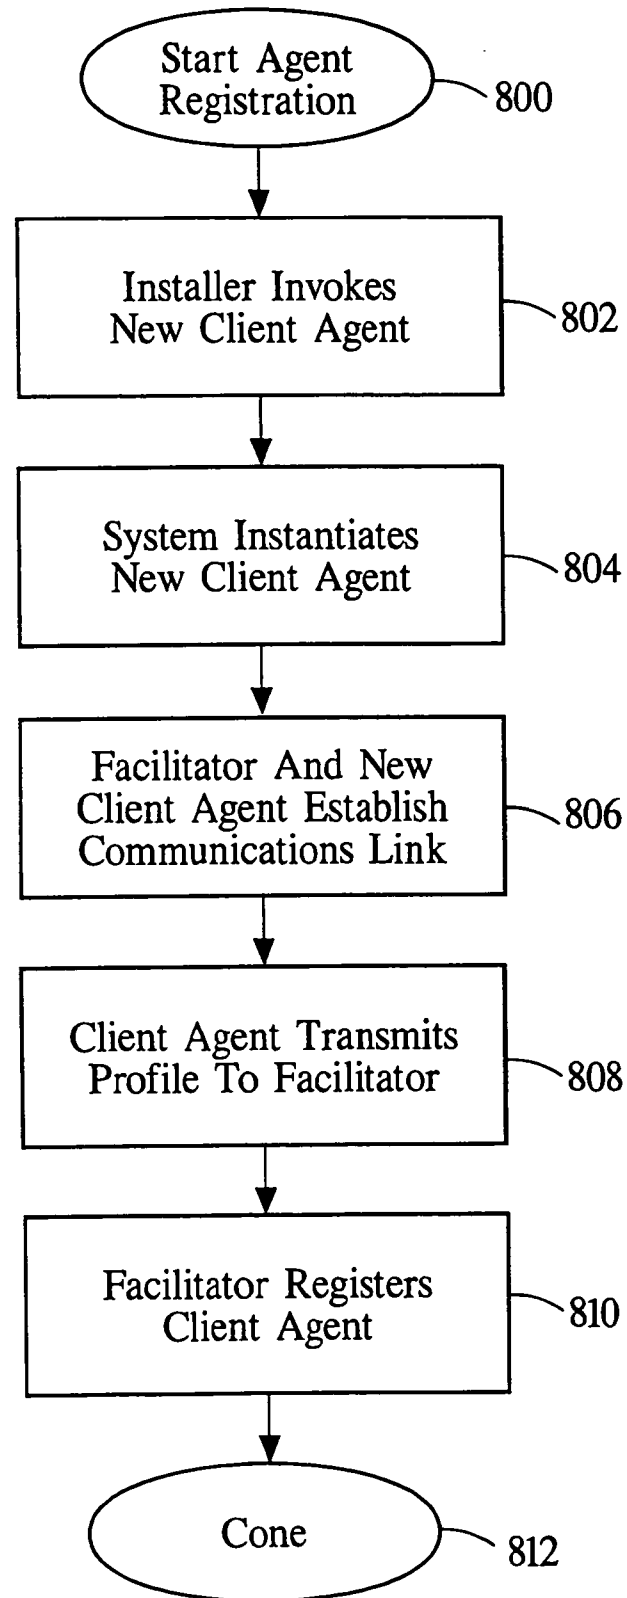 Start Agent
Registration
800
Installer Invokes
New Client Agent
802
System Instantiates
New Client Agent
804
Facilitator And New
Client Agent Establish
Communications Link
806
Client Agent Transmits
Profile To Facilitator
808
Facilitator Registers
Client Agent
810
Cone
812